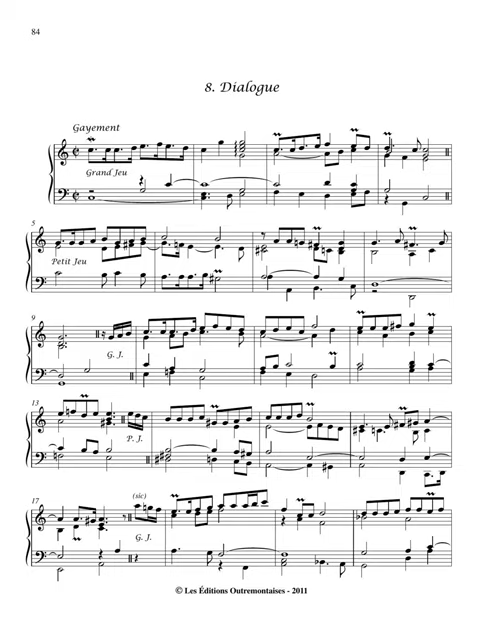 84
8. Dialogue
Gayement
Grand Jeu
5
Petit Jeu
9
G. J.
13
P. J.
17
(sic)
G. J.
© Les Éditions Outremontaises - 2011